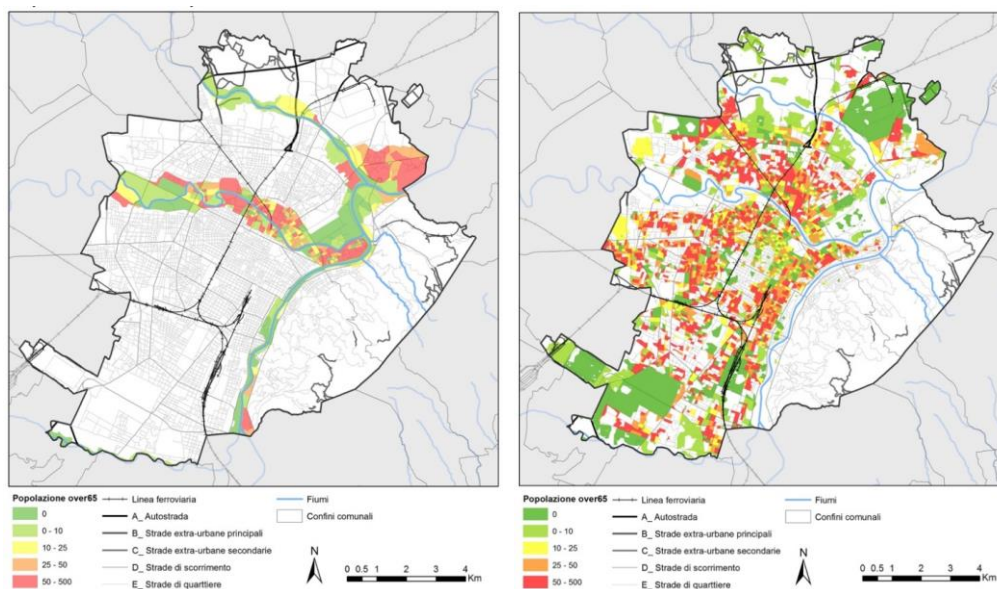 Popolazione over65
0
0 - 10
10 - 25
25 - 50
50 - 500
Linea ferroviaria
A_ Autostrada
B_ Strade extra-urbane principali
C_ Strade extra-urbane secondarie
D_ Strade di scorrimento
E_ Strade di quarttiere
Fiumi
Confini comunali
N
0 0.5 1 2 3 4
Km
Popolazione over65
0
0 - 10
10 - 25
25 - 50
50 - 500
Linea ferroviaria
A_ Autostrada
B_ Strade extra-urbane principali
C_ Strade extra-urbane secondarie
D_ Strade di scorrimento
E_ Strade di quarttiere
Fiumi
Confini comunali
N
0 0.5 1 2 3 4
Km